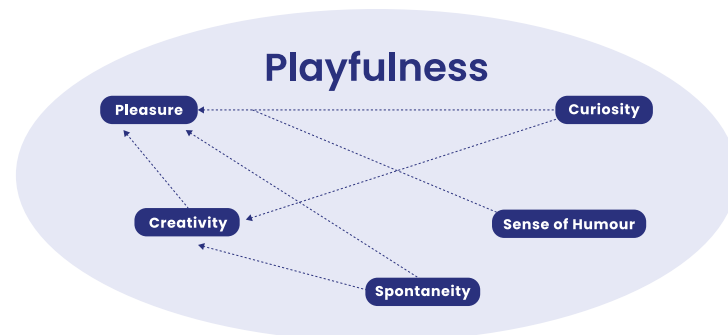 Playfulness
Pleasure
Curiosity
Creativity
Sense of Humour
Spontaneity